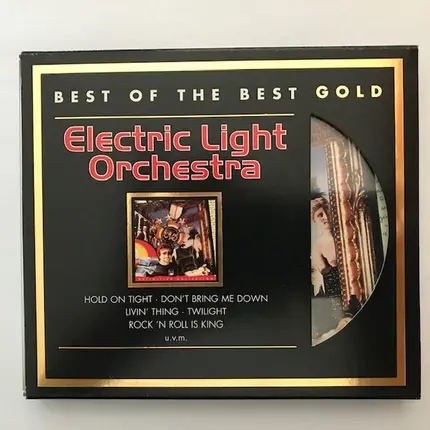 BEST OF THE BEST GOLD
Electric Light
Orchestra
HOLD ON TIGHT · DON'T BRING ME DOWN
LIVIN' THING · TWILIGHT
ROCK 'N ROLL IS KING
u.v.m.